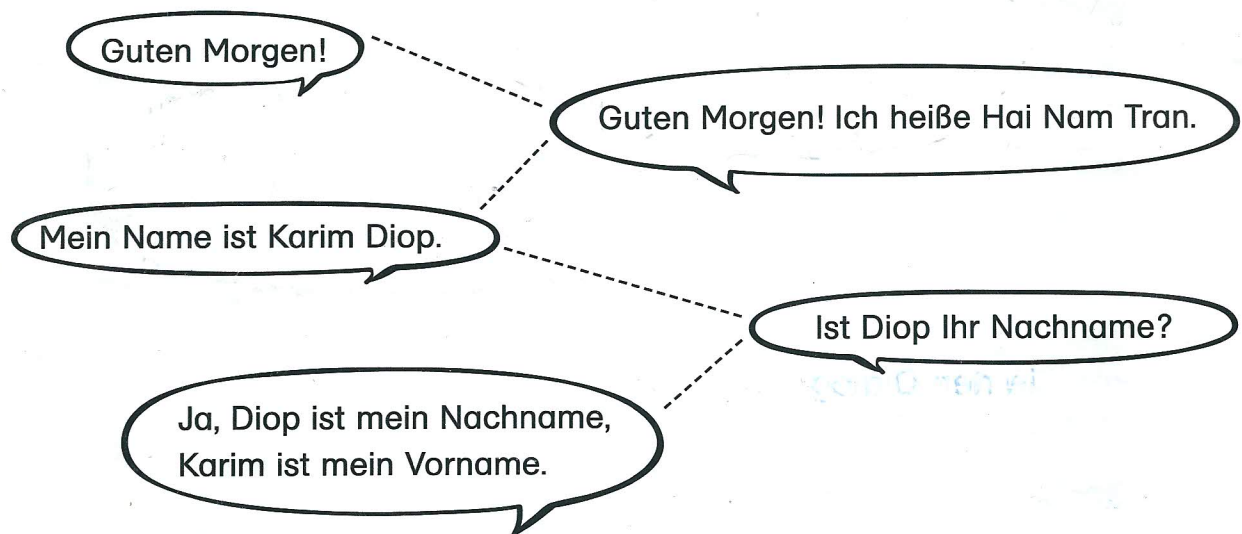 Guten Morgen!
Guten Morgen! Ich heiße Hai Nam Tran.
Mein Name ist Karim Diop.
Ist Diop Ihr Nachname?
Ja, Diop ist mein Nachname,
Karim ist mein Vorname.